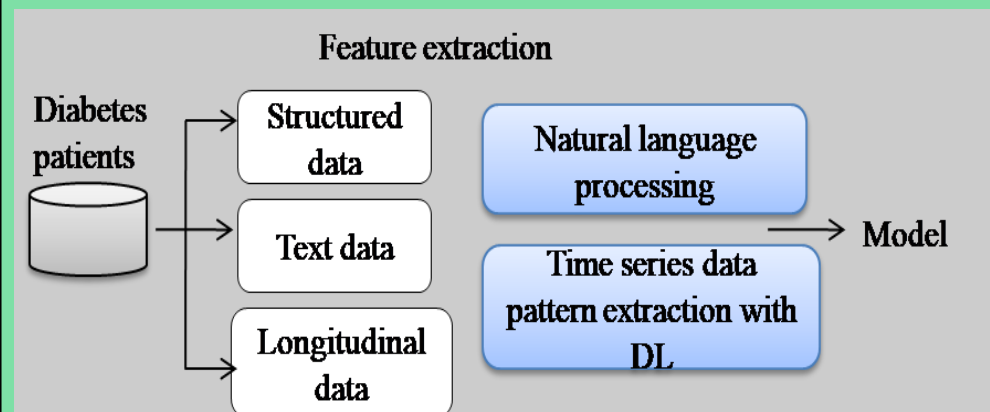 Feature extraction
Diabetes
patients
Structured
data
Text data
Longitudinal
data
Natural language
processing
Time series data
pattern extraction with
DL
Model